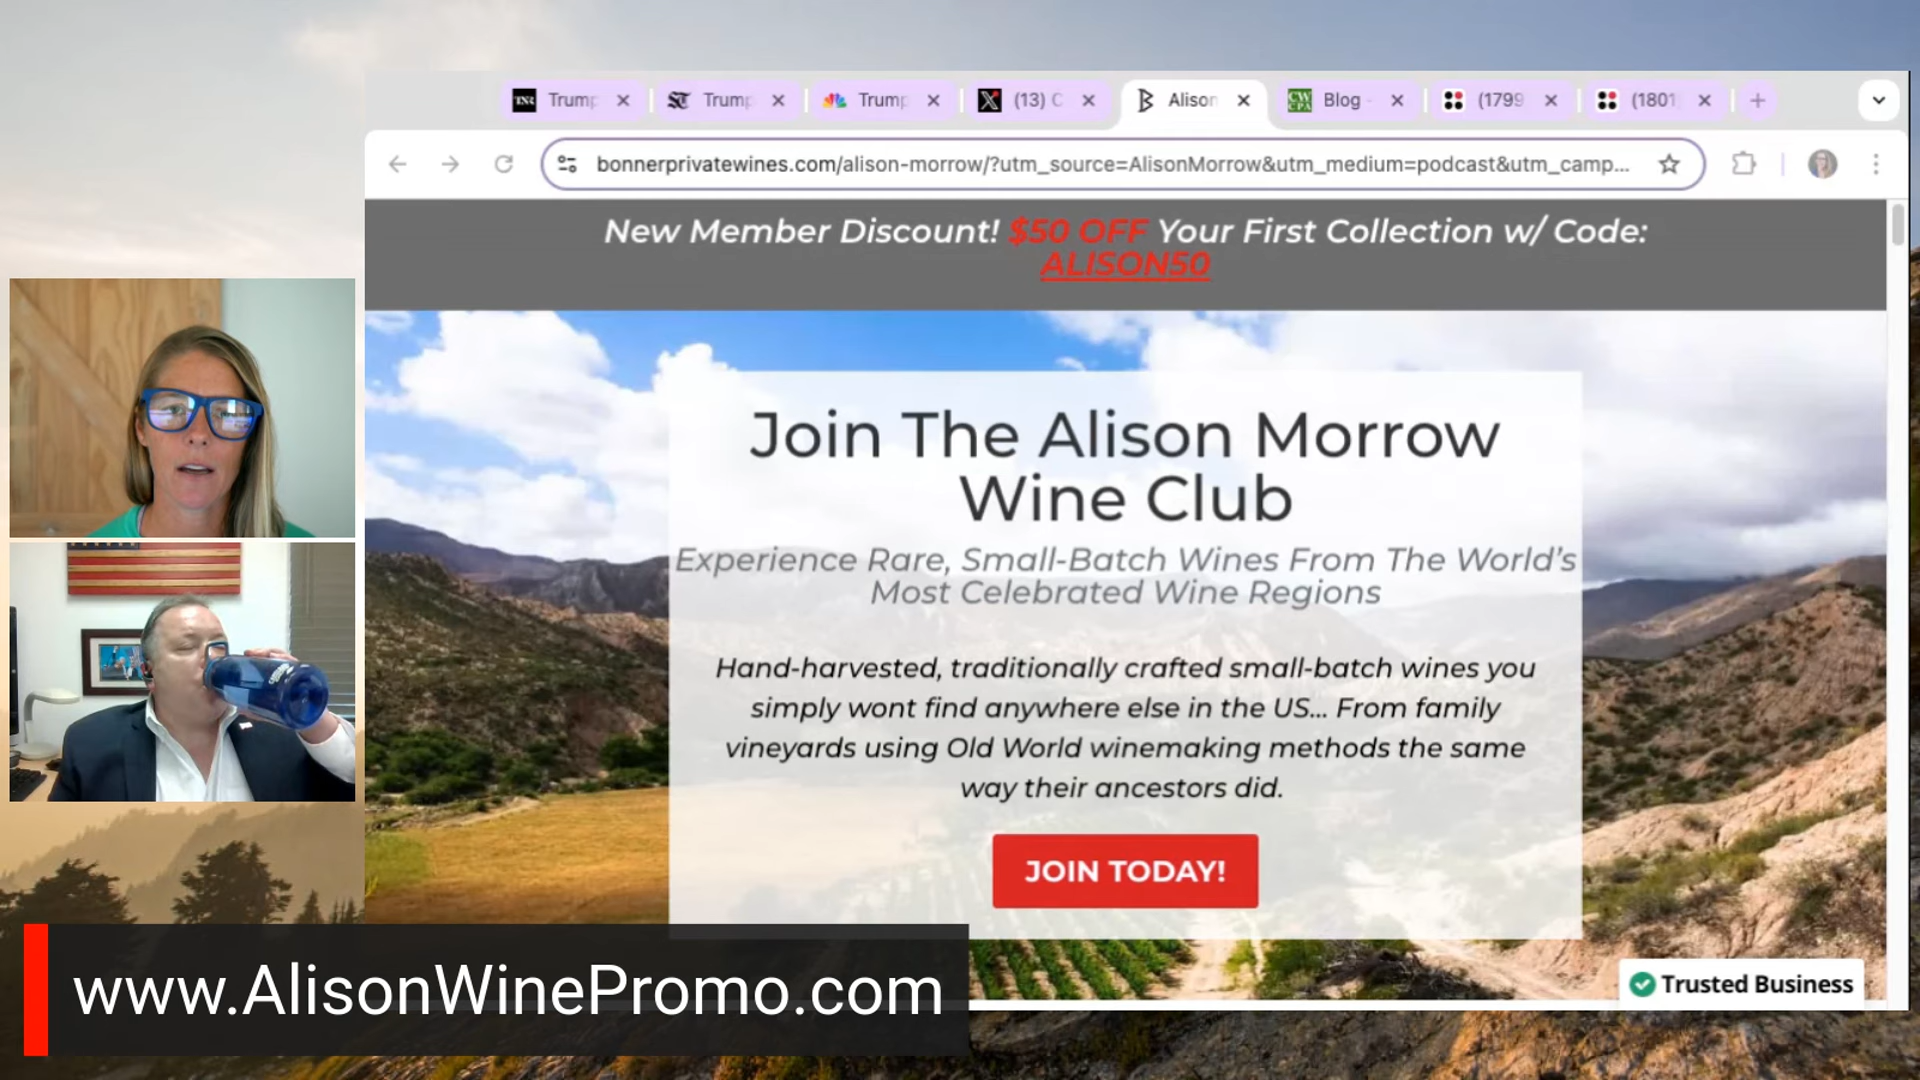 TNR Trump
Trump
Trump
(13) C
Alison
CW CPA Blog -
(1799
(1801
bonnerprivatewines.com/alison-morrow/?utm_source=AlisonMorrow&utm_medium=podcast&utm_camp...
New Member Discount! $50 OFF Your First Collection w/ Code:
ALISON50
Join The Alison Morrow
Wine Club
Experience Rare, Small-Batch Wines From The World's
Most Celebrated Wine Regions
Hand-harvested, traditionally crafted small-batch wines you
simply wont find anywhere else in the US... From family
vineyards using Old World winemaking methods the same
way their ancestors did.
JOIN TODAY!
Trusted Business
www.AlisonWinePromo.com